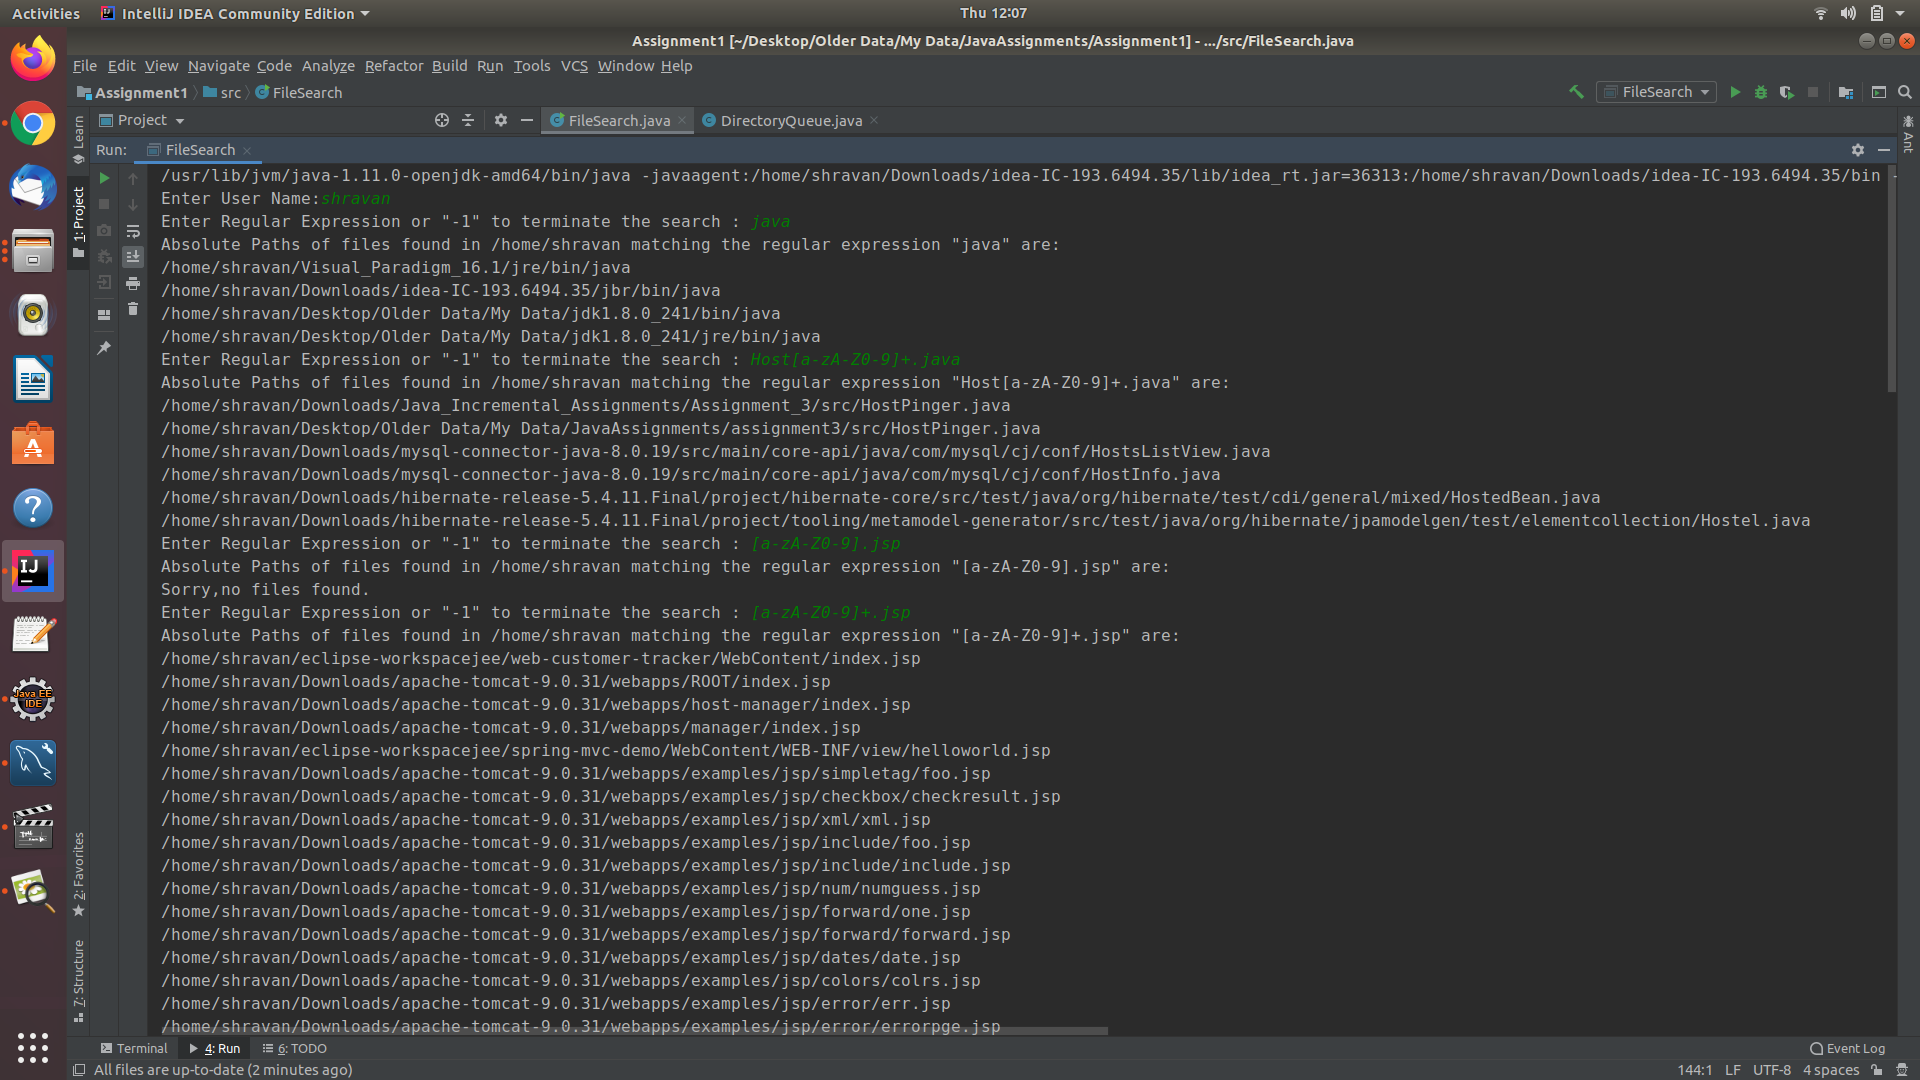 Activities IntelliJ IDEA Community Edition Thu 12:07
Assignment1 [~/Desktop/Older Data/My Data/JavaAssignments/Assignment1] - .../src/FileSearch.java
File Edit View Navigate Code Analyze Refactor Build Run Tools VCS Window Help
Assignment1 src FileSearch FileSearch
Project FileSearch.java DirectoryQueue.java
Learn
1: Project
2: Favorites
7: Structure
Ant
Run: FileSearch
/usr/lib/jvm/java-1.11.0-openjdk-amd64/bin/java -javaagent:/home/shravan/Downloads/idea-IC-193.6494.35/lib/idea_rt.jar=36313:/home/shravan/Downloads/idea-IC-193.6494.35/bin -
Enter User Name:shravan
Enter Regular Expression or "-1" to terminate the search : java
Absolute Paths of files found in /home/shravan matching the regular expression "java" are:
/home/shravan/Visual_Paradigm_16.1/jre/bin/java
/home/shravan/Downloads/idea-IC-193.6494.35/jbr/bin/java
/home/shravan/Desktop/Older Data/My Data/jdk1.8.0_241/bin/java
/home/shravan/Desktop/Older Data/My Data/jdk1.8.0_241/jre/bin/java
Enter Regular Expression or "-1" to terminate the search : Host[a-zA-Z0-9]+.java
Absolute Paths of files found in /home/shravan matching the regular expression "Host[a-zA-Z0-9]+.java" are:
/home/shravan/Downloads/Java_Incremental_Assignments/Assignment_3/src/HostPinger.java
/home/shravan/Desktop/Older Data/My Data/JavaAssignments/assignment3/src/HostPinger.java
/home/shravan/Downloads/mysql-connector-java-8.0.19/src/main/core-api/java/com/mysql/cj/conf/HostsListView.java
/home/shravan/Downloads/mysql-connector-java-8.0.19/src/main/core-api/java/com/mysql/cj/conf/HostInfo.java
/home/shravan/Downloads/hibernate-release-5.4.11.Final/project/hibernate-core/src/test/java/org/hibernate/test/cdi/general/mixed/HostedBean.java
/home/shravan/Downloads/hibernate-release-5.4.11.Final/project/tooling/metamodel-generator/src/test/java/org/hibernate/jpamodelgen/test/elementcollection/Hostel.java
Enter Regular Expression or "-1" to terminate the search : [a-zA-Z0-9].jsp
Absolute Paths of files found in /home/shravan matching the regular expression "[a-zA-Z0-9].jsp" are:
Sorry,no files found.
Enter Regular Expression or "-1" to terminate the search : [a-zA-Z0-9]+.jsp
Absolute Paths of files found in /home/shravan matching the regular expression "[a-zA-Z0-9]+.jsp" are:
/home/shravan/eclipse-workspacejee/web-customer-tracker/WebContent/index.jsp
/home/shravan/Downloads/apache-tomcat-9.0.31/webapps/ROOT/index.jsp
/home/shravan/Downloads/apache-tomcat-9.0.31/webapps/host-manager/index.jsp
/home/shravan/Downloads/apache-tomcat-9.0.31/webapps/manager/index.jsp
/home/shravan/eclipse-workspacejee/spring-mvc-demo/WebContent/WEB-INF/view/helloworld.jsp
/home/shravan/Downloads/apache-tomcat-9.0.31/webapps/examples/jsp/simpletag/foo.jsp
/home/shravan/Downloads/apache-tomcat-9.0.31/webapps/examples/jsp/checkbox/checkresult.jsp
/home/shravan/Downloads/apache-tomcat-9.0.31/webapps/examples/jsp/xml/xml.jsp
/home/shravan/Downloads/apache-tomcat-9.0.31/webapps/examples/jsp/include/foo.jsp
/home/shravan/Downloads/apache-tomcat-9.0.31/webapps/examples/jsp/include/include.jsp
/home/shravan/Downloads/apache-tomcat-9.0.31/webapps/examples/jsp/num/numguess.jsp
/home/shravan/Downloads/apache-tomcat-9.0.31/webapps/examples/jsp/forward/one.jsp
/home/shravan/Downloads/apache-tomcat-9.0.31/webapps/examples/jsp/forward/forward.jsp
/home/shravan/Downloads/apache-tomcat-9.0.31/webapps/examples/jsp/dates/date.jsp
/home/shravan/Downloads/apache-tomcat-9.0.31/webapps/examples/jsp/colors/colrs.jsp
/home/shravan/Downloads/apache-tomcat-9.0.31/webapps/examples/jsp/error/err.jsp
/home/shravan/Downloads/apache-tomcat-9.0.31/webapps/examples/jsp/error/errorpge.jsp
IJ
Java EE
IDE
Terminal 4: Run 6: TODO Event Log
All files are up-to-date (2 minutes ago) 144:1 LF UTF-8 4 spaces